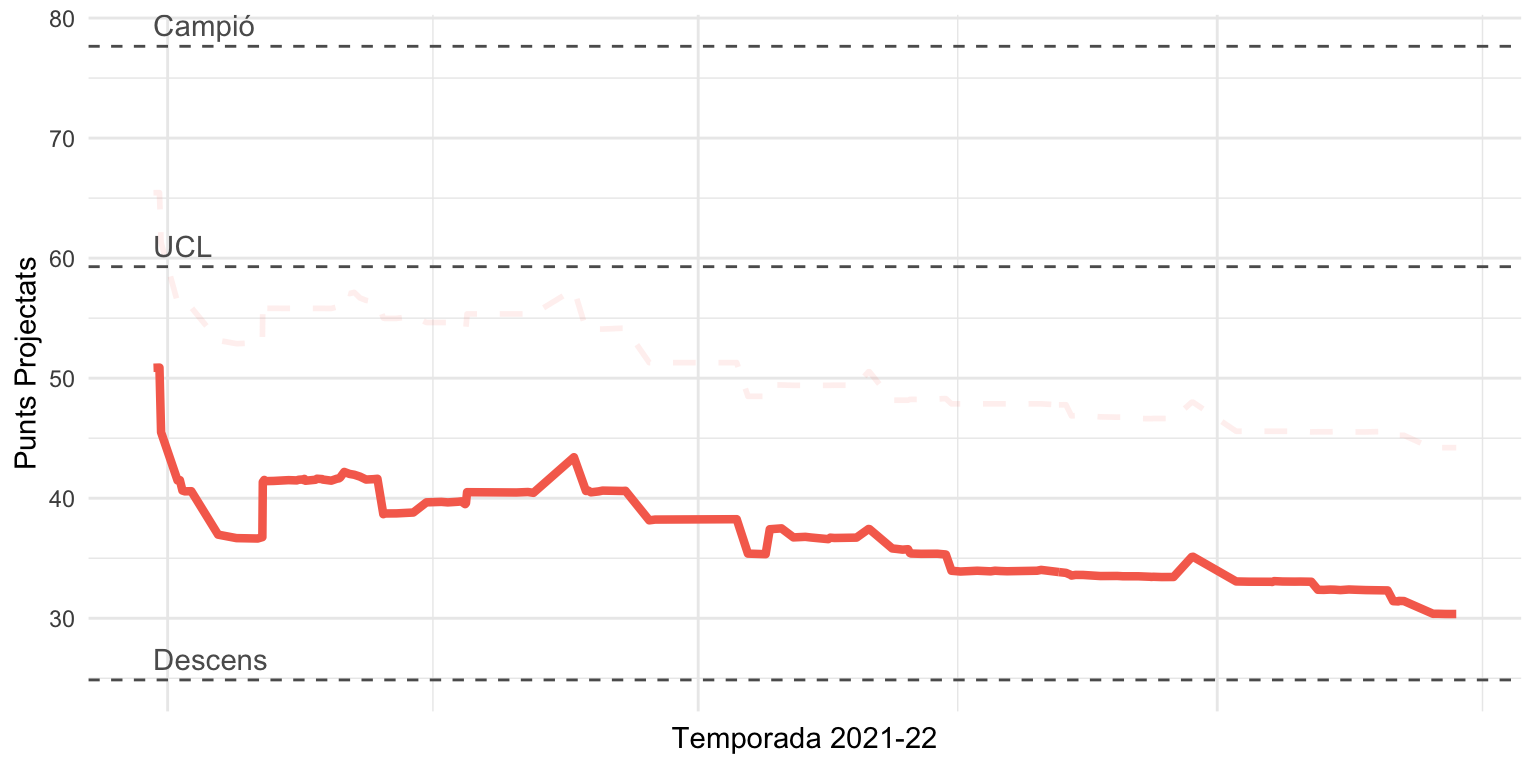 80
Campió
70
UCL
60
Punts Projectats
50
40
30
Descens
Temporada 2021-22